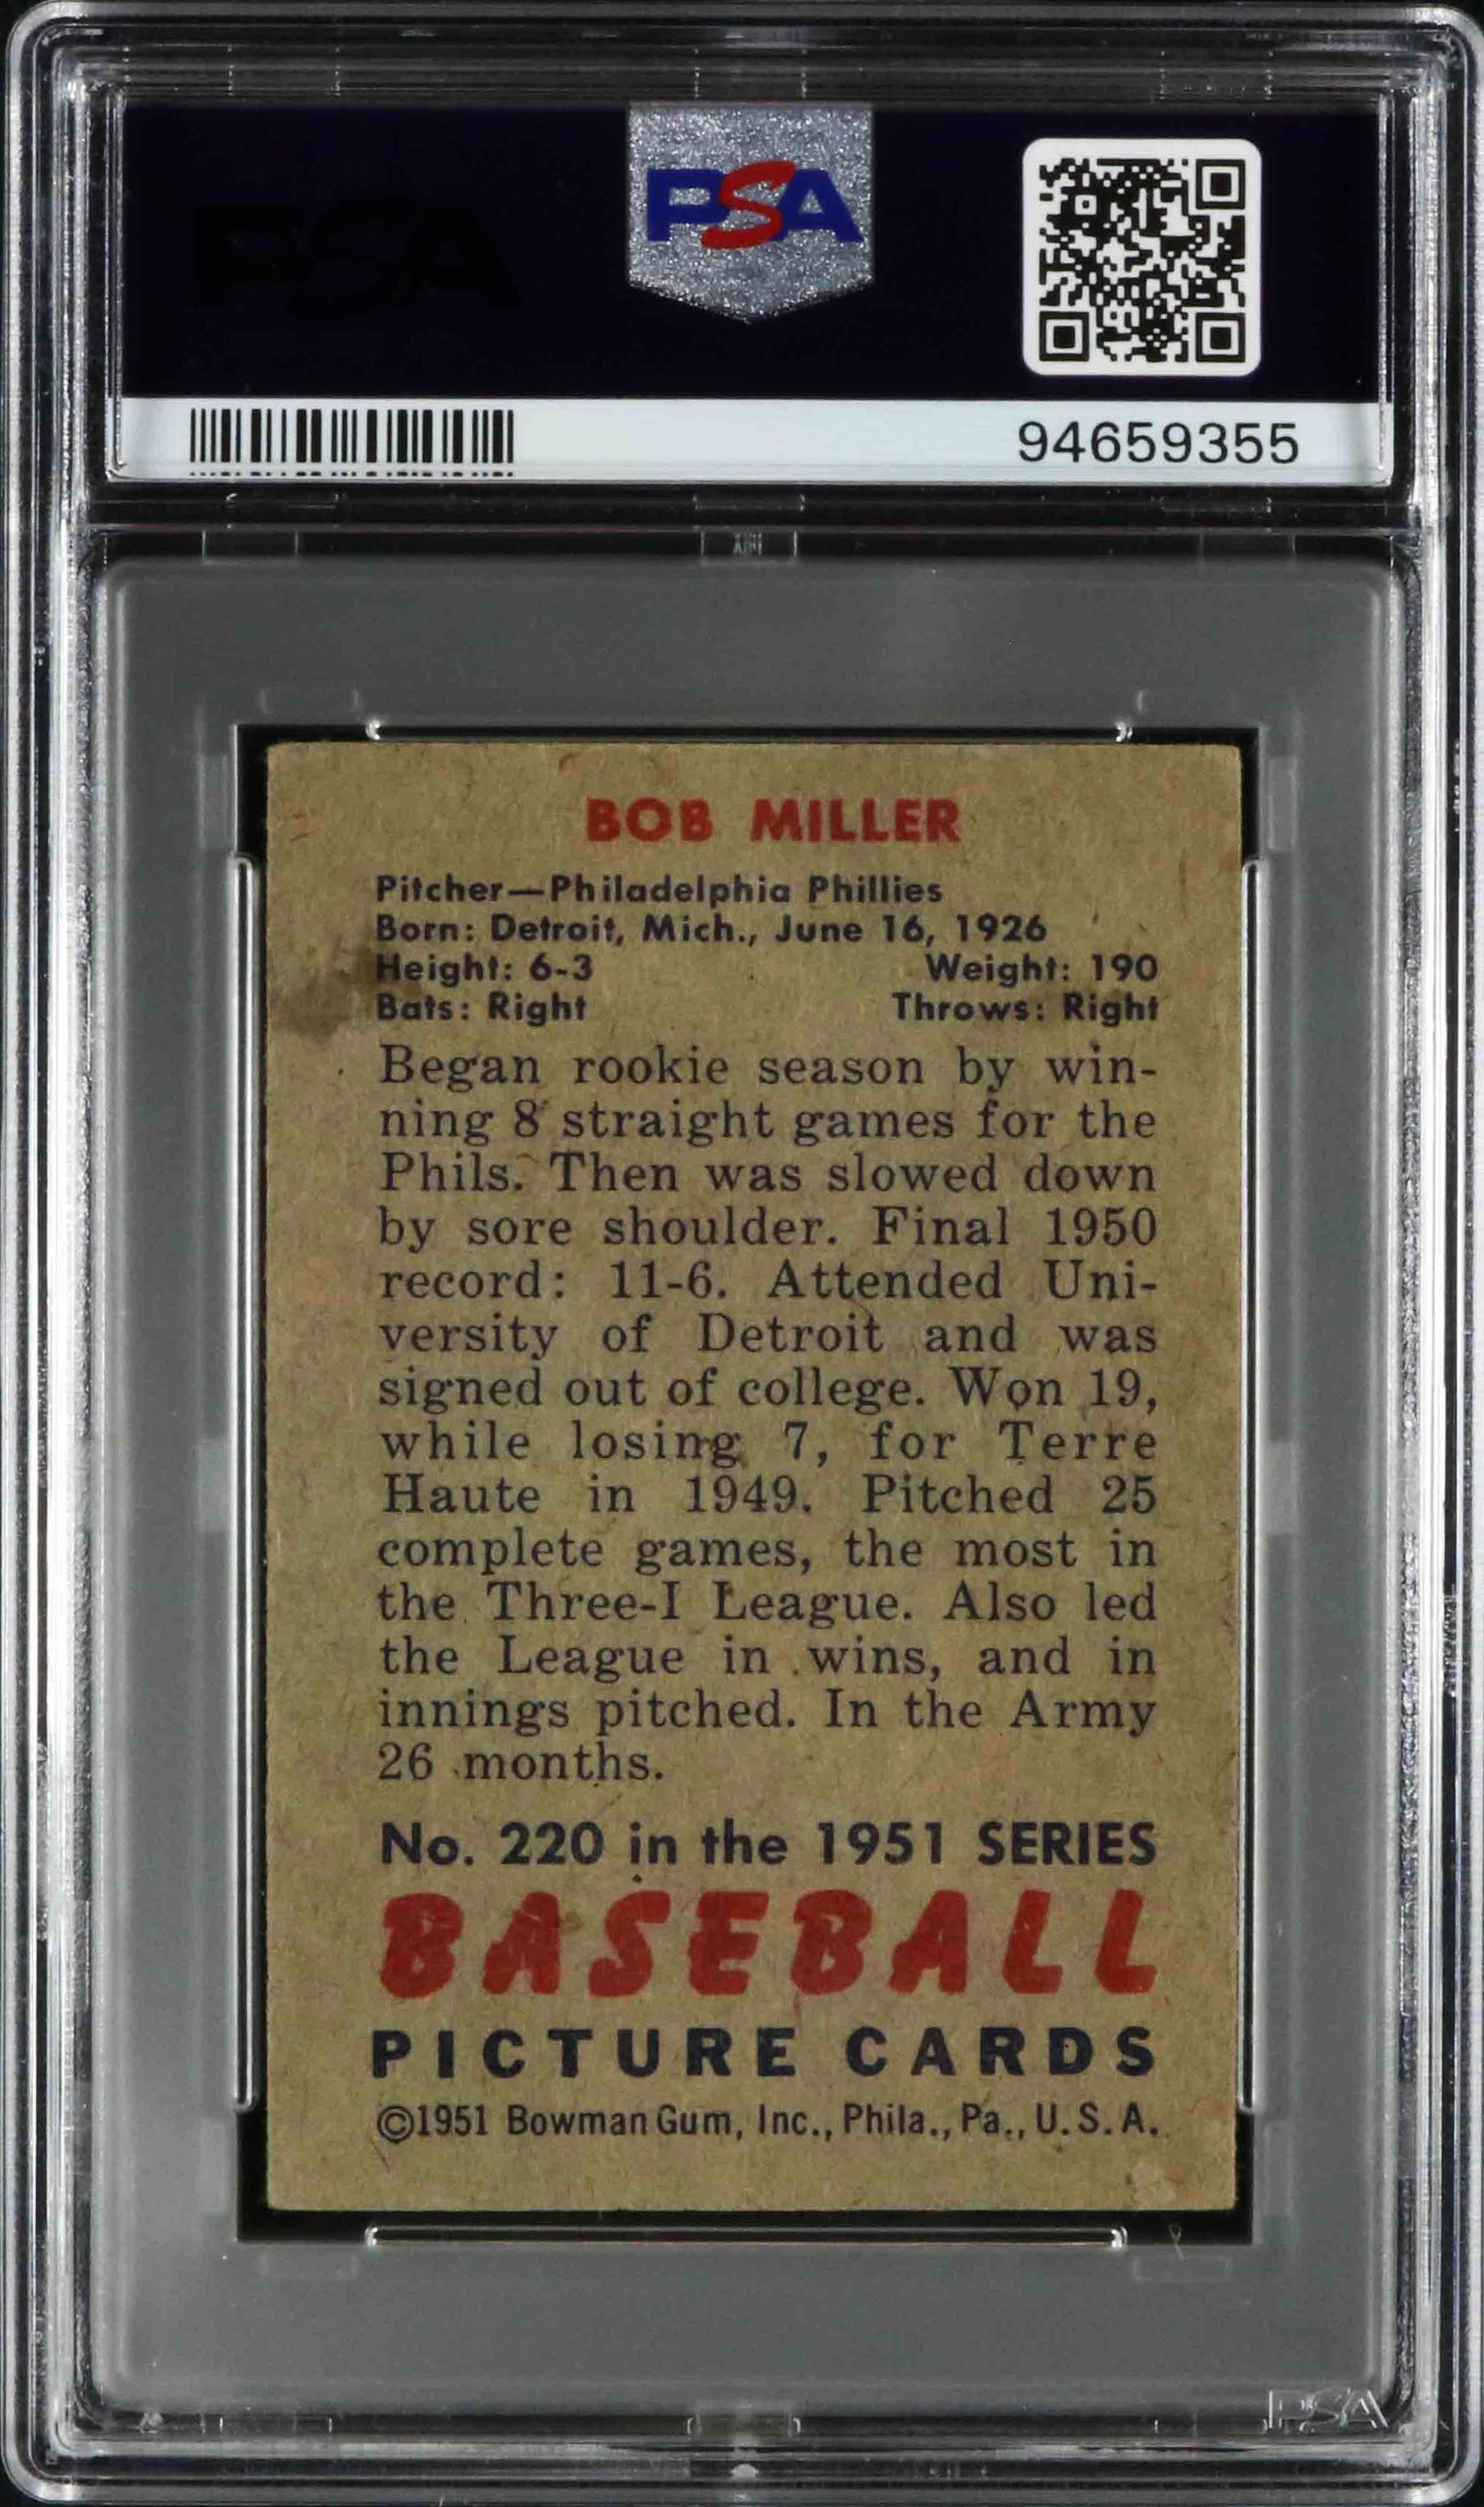 PSA
94659355
BOB MILLER
Pitcher—Philadelphia Phillies
Born: Detroit, Mich., June 16, 1926
Height: 6-3 Weight: 190
Bats: Right Throws: Right
Began rookie season by win-
ning 8 straight games for the
Phils. Then was slowed down
by sore shoulder. Final 1950
record: 11-6. Attended Uni-
versity of Detroit and was
signed out of college. Won 19,
while losing 7, for Terre
Haute in 1949. Pitched 25
complete games, the most in
the Three-I League. Also led
the League in wins, and in
innings pitched. In the Army
26 months.
No. 220 in the 1951 SERIES
BASEBALL
PICTURE CARDS
©1951 Bowman Gum, Inc., Phila., Pa., U.S.A.
PSA